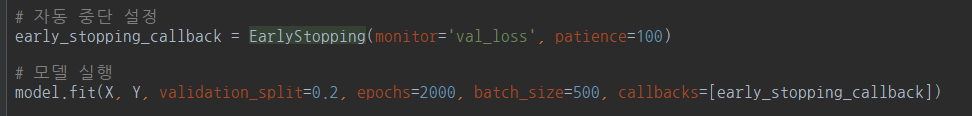 # 자동 중단 설정
early_stopping_callback = EarlyStopping(monitor='val_loss', patience=100)
# 모델 실행
model.fit(X, Y, validation_split=0.2, epochs=2000, batch_size=500, callbacks=[early_stopping_callback])